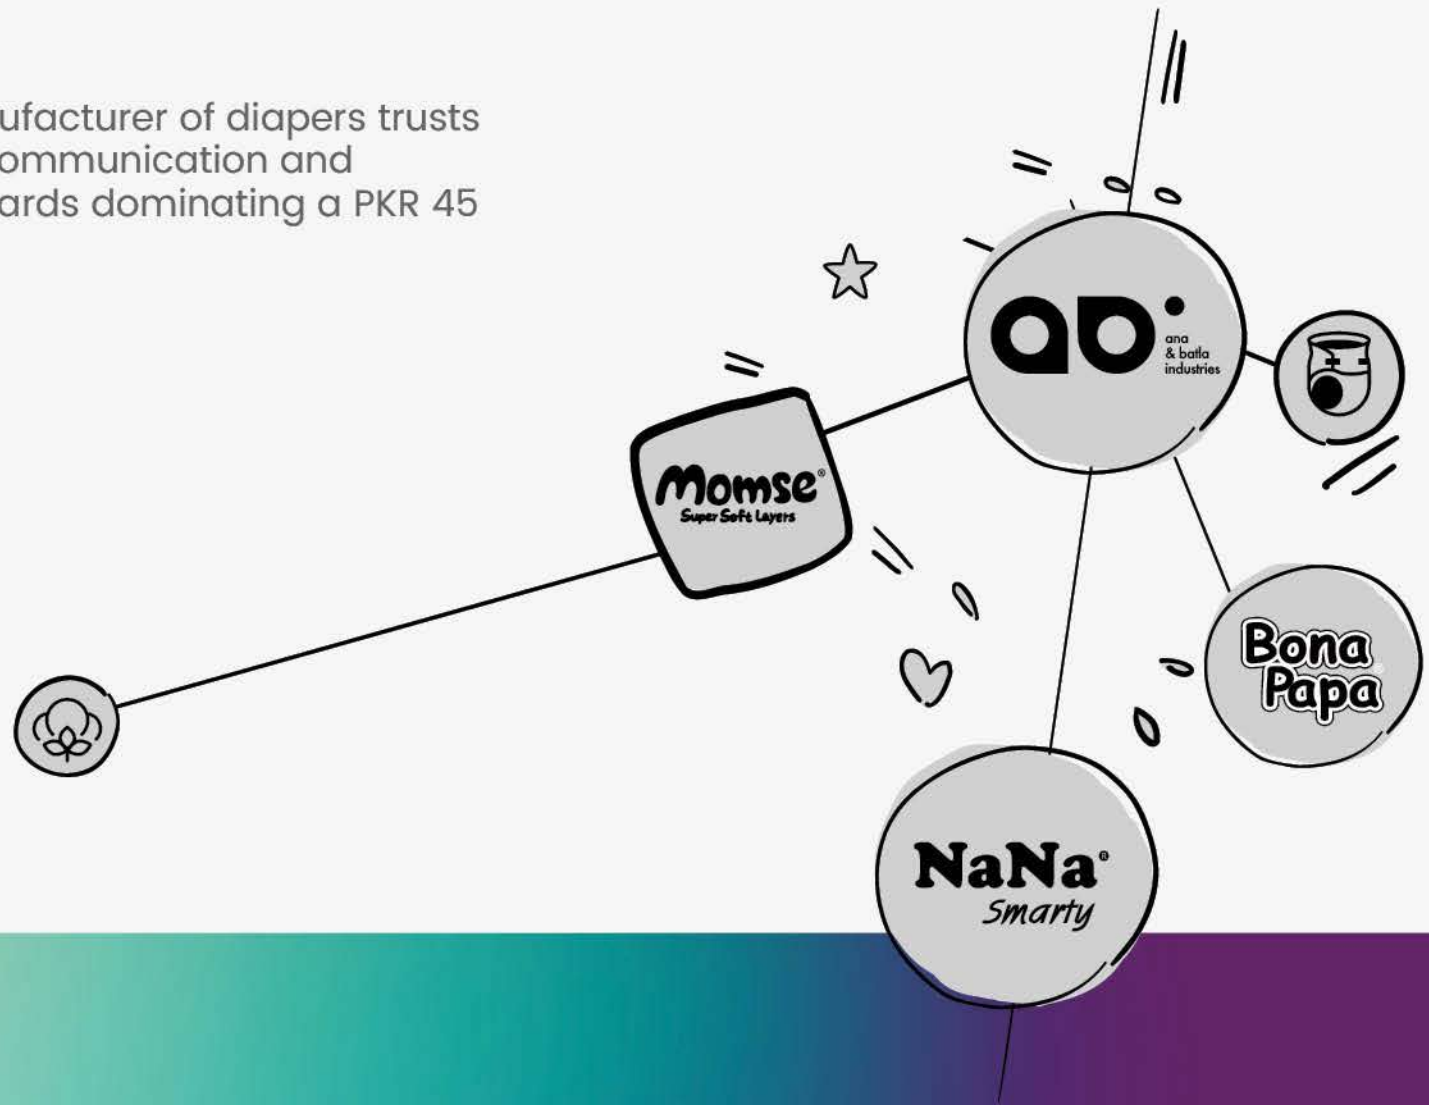 ufacturer of diapers trusts
ommunication and
ards dominating a PKR 45
ana
& batla
industries
Momse®
Super Soft Layers
Bona
Papa
NaNa®
Smarty